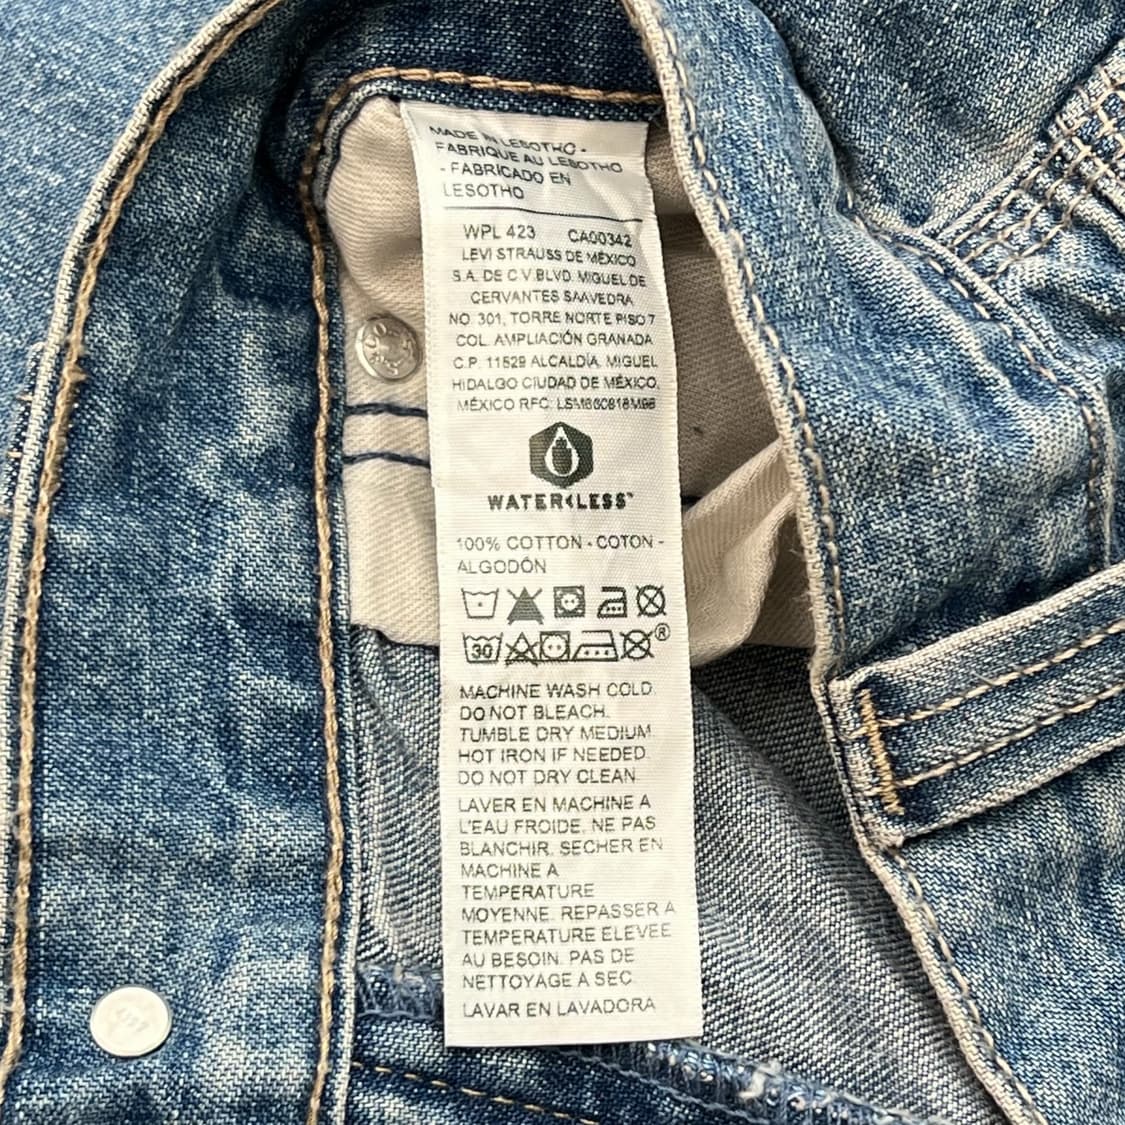 MADE IN LESOTHO -
FABRIQUE AU LESOTHO
- FABRICADO EN
LESOTHO
WPL 423 CA00342
LEVI STRAUSS DE MÉXICO
S.A. DE C.V.BLVD. MIGUEL DE
CERVANTES SAAVEDRA
NO. 301, TORRE NORTE PISO 7
COL. AMPLIACIÓN GRANADA
C.P. 11529 ALCALDÍA MIGUEL
HIDALGO CIUDAD DE MÉXICO,
MÉXICO RFC:
WATER<LESS™
100% COTTON - COTON -
ALGODÓN
30 ®
MACHINE WASH COLD.
DO NOT BLEACH.
TUMBLE DRY MEDIUM.
HOT IRON IF NEEDED.
DO NOT DRY CLEAN.
LAVER EN MACHINE A
L'EAU FROIDE. NE PAS
BLANCHIR. SECHER EN
MACHINE A
TEMPERATURE
MOYENNE. REPASSER A
TEMPERATURE ELEVEE
AU BESOIN. PAS DE
NETTOYAGE A SEC.
LAVAR EN LAVADORA